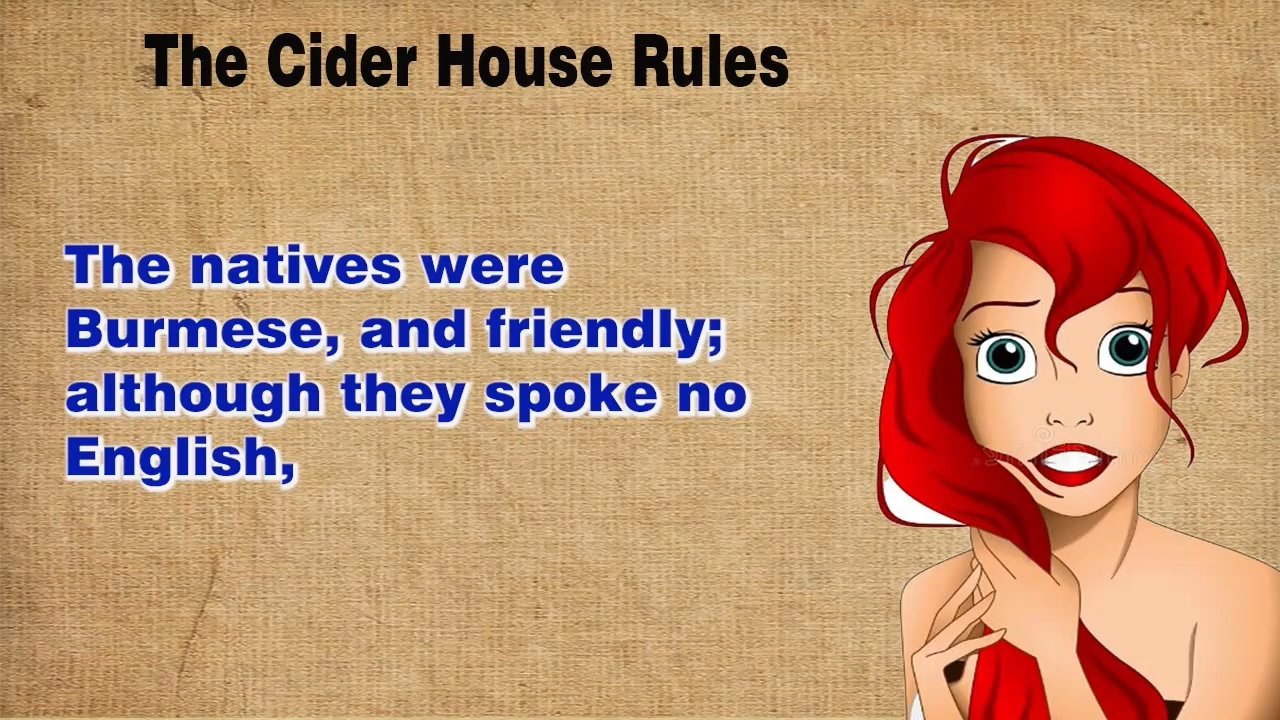 The Cider House Rules
The natives were
Burmese, and friendly;
although they spoke no
English,